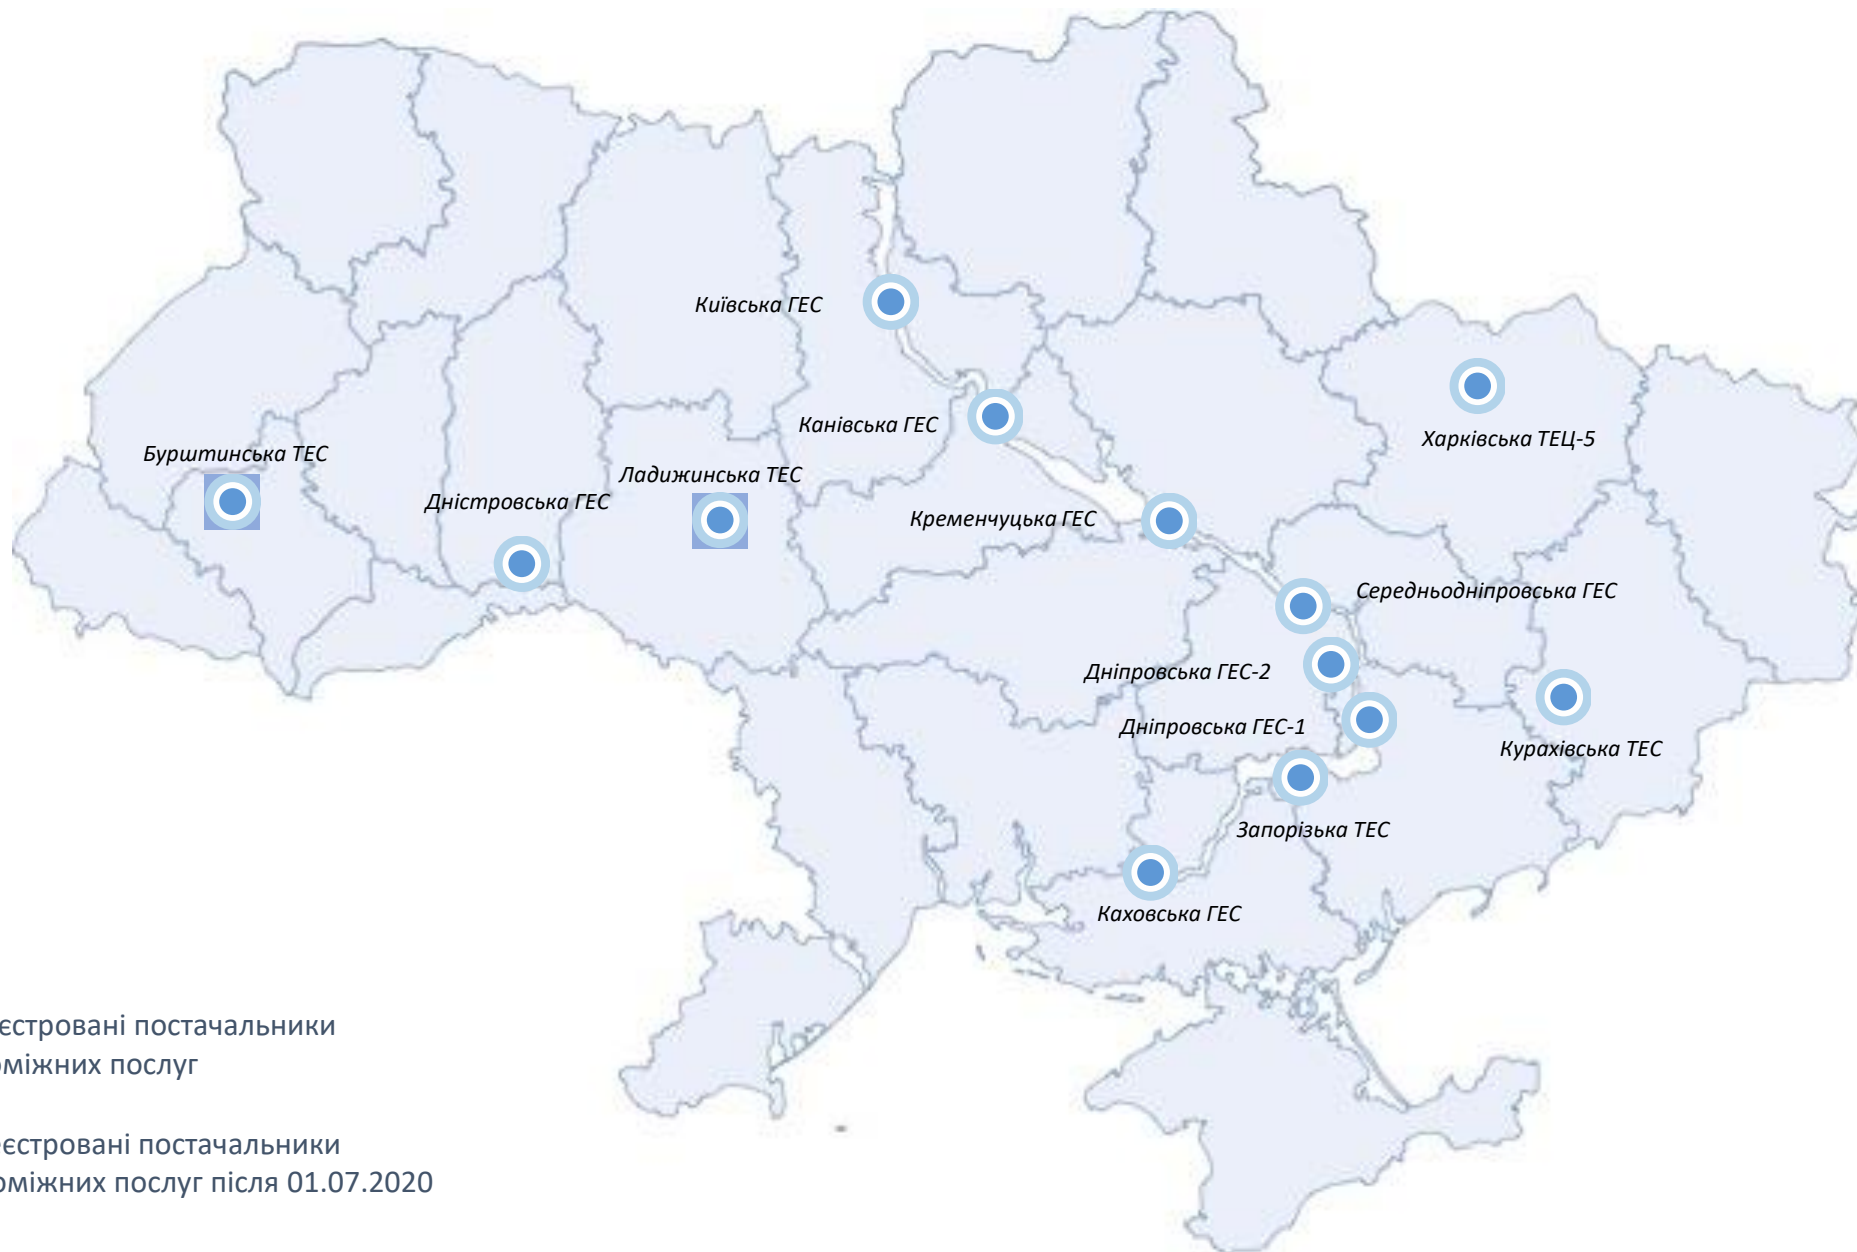 Київська ГЕС
Канівська ГЕС
Харківська ТЕЦ-5
Бурштинська ТЕС
Ладижинська ТЕС
Дністровська ГЕС
Кременчуцька ГЕС
Середньодніпровська ГЕС
Дніпровська ГЕС-2
Дніпровська ГЕС-1
Курахівська ТЕС
Запорізька ТЕС
Каховська ГЕС
єстровані постачальники
оміжних послуг
єстровані постачальники
оміжних послуг після 01.07.2020